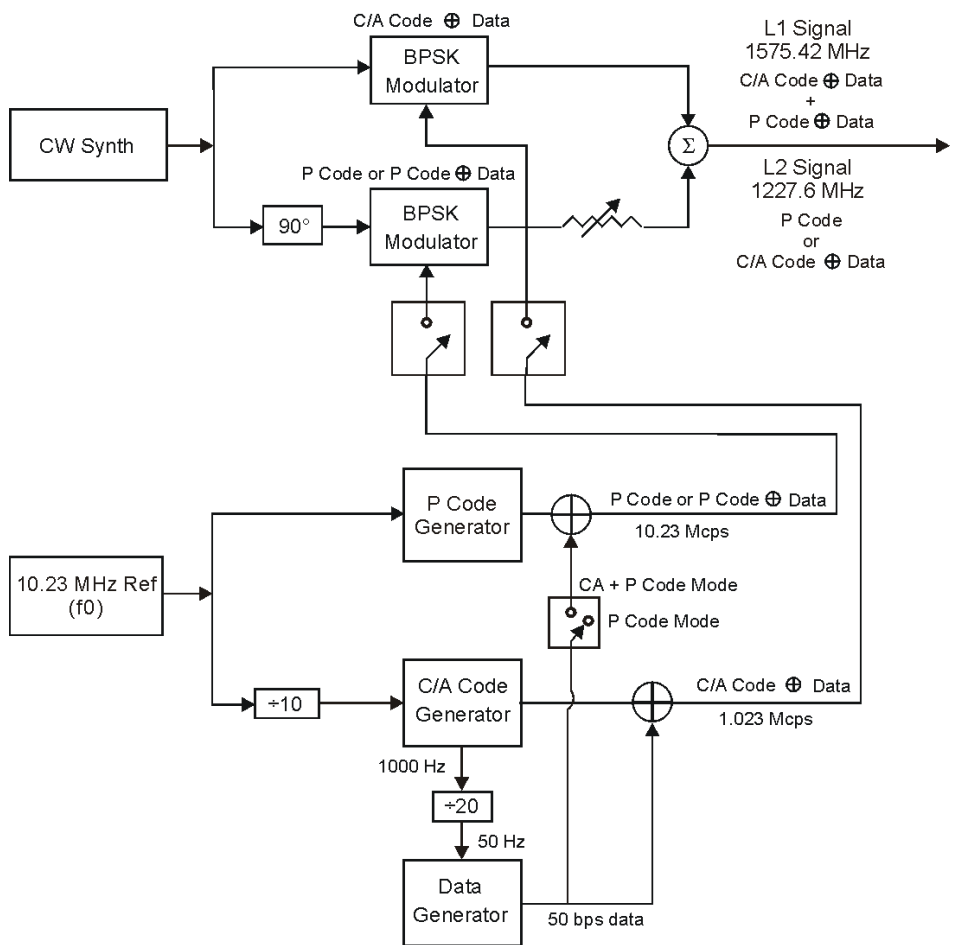 C/A Code ⊕ Data
BPSK
Modulator
L1 Signal
1575.42 MHz
C/A Code ⊕ Data
+
P Code ⊕ Data
CW Synth
Σ
P Code or P Code ⊕ Data
90°
BPSK
Modulator
L2 Signal
1227.6 MHz
P Code
or
C/A Code ⊕ Data
P Code
Generator
P Code or P Code ⊕ Data
10.23 Mcps
10.23 MHz Ref
(f0)
CA + P Code Mode
P Code Mode
÷10
C/A Code
Generator
C/A Code ⊕ Data
1.023 Mcps
1000 Hz
÷20
50 Hz
Data
Generator
50 bps data